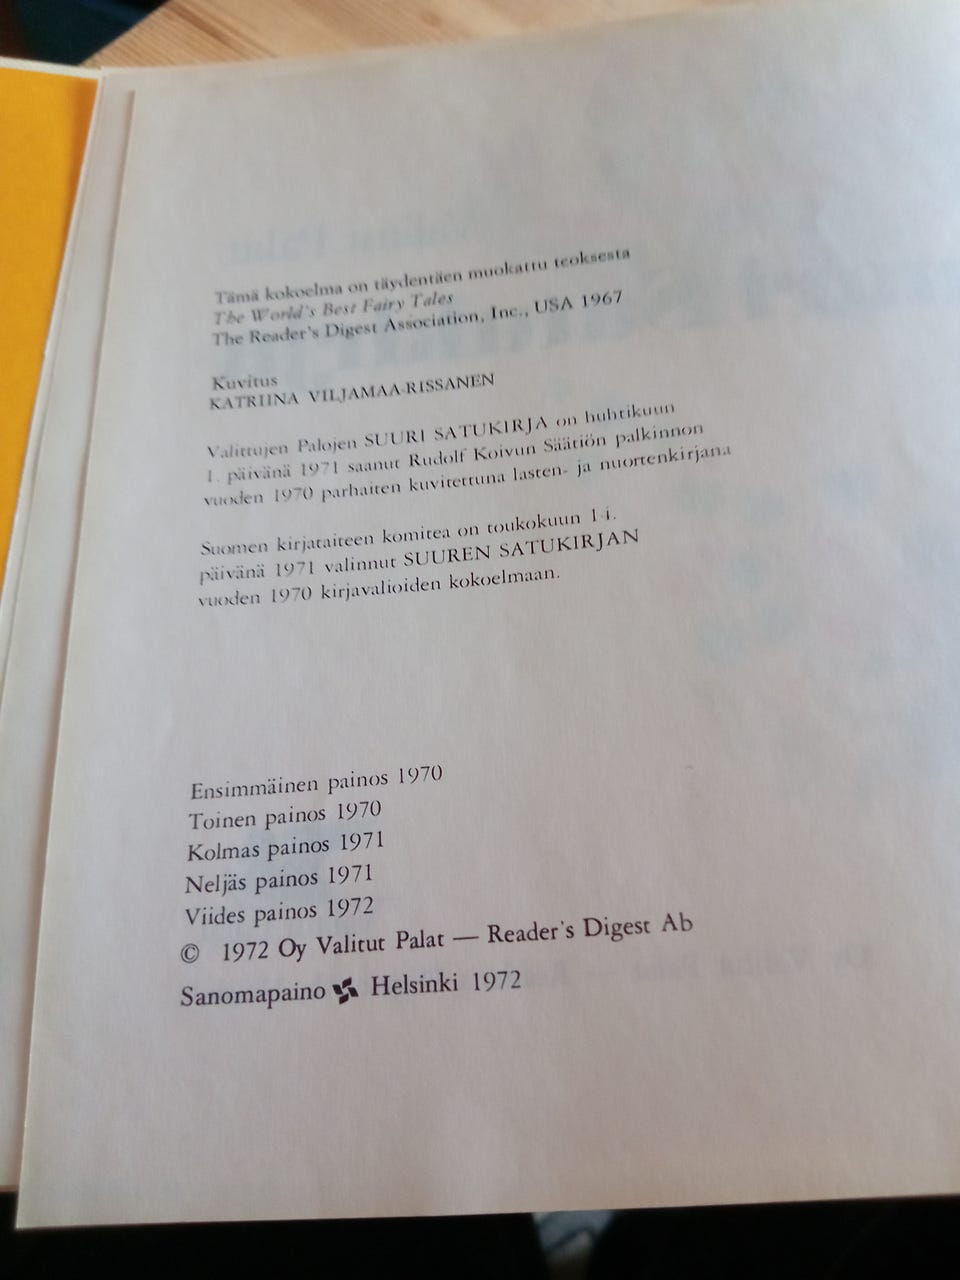 Tämä kokoelma on täydentäen muokattu teoksesta
The World's Best Fairy Tales
The Reader's Digest Association, Inc., USA 1967
Kuvitus
KATRIINA VILJAMAA-RISSANEN
Valittujen Palojen SUURI SATUKIRJA on huhtikuun
1. päivänä 1971 saanut Rudolf Koivun Säätiön palkinnon
vuoden 1970 parhaiten kuvitettuna lasten- ja nuortenkirjana
Suomen kirjataiteen komitea on toukokuun 14.
päivänä 1971 valinnut SUUREN SATUKIRJAN
vuoden 1970 kirjavalioiden kokoelmaan.
Ensimmäinen painos 1970
Toinen painos 1970
Kolmas painos 1971
Neljäs painos 1971
Viides painos 1972
© 1972 Oy Valitut Palat — Reader's Digest Ab
Sanomapaino Helsinki 1972